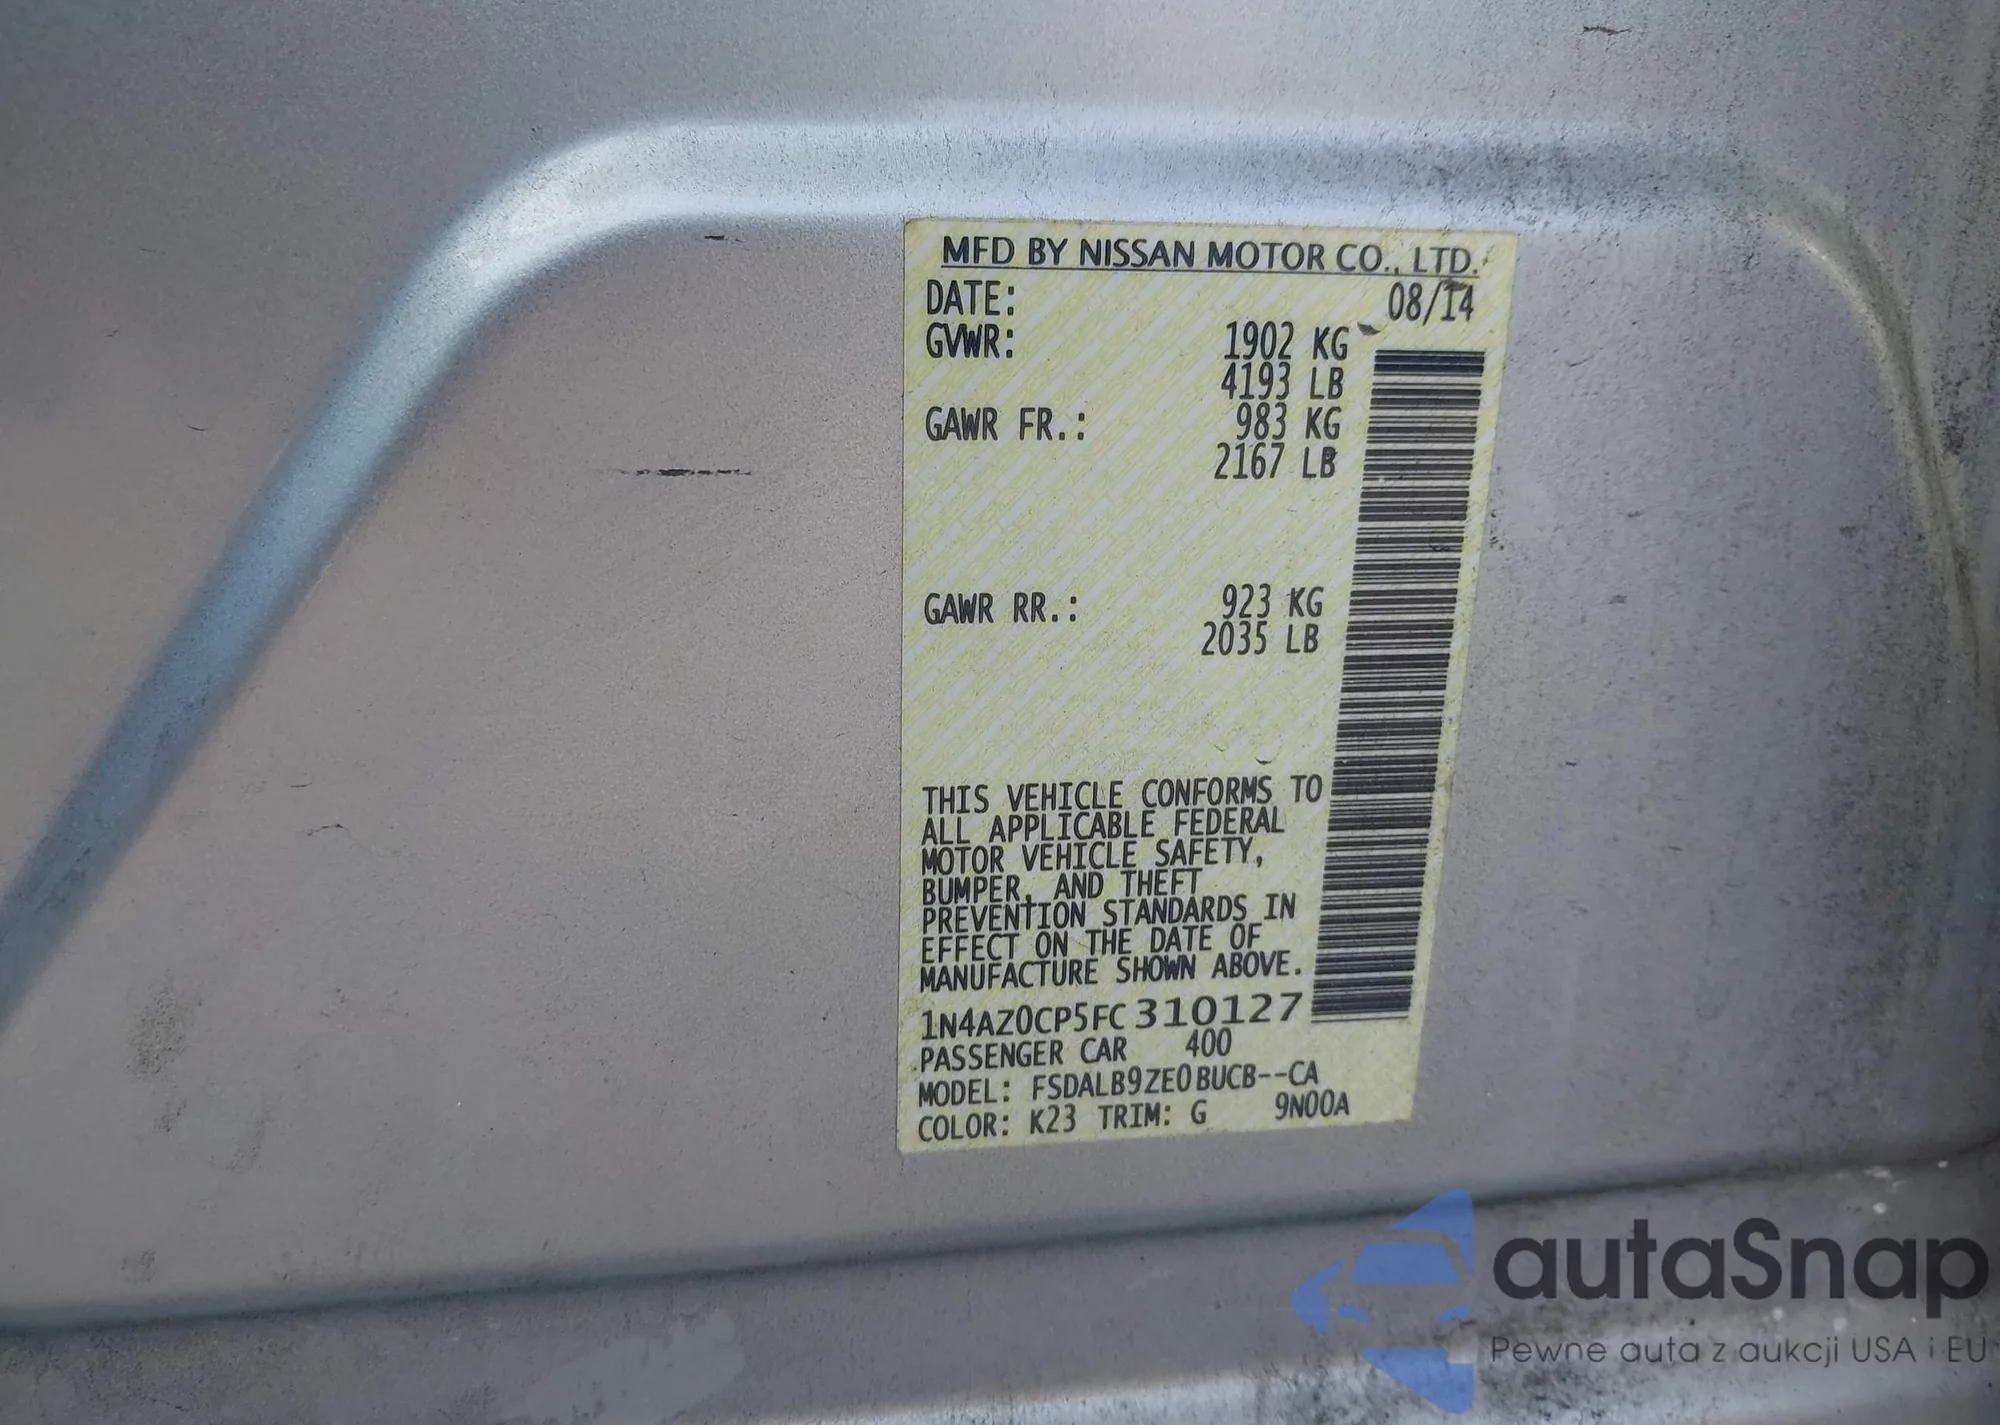 MFD BY NISSAN MOTOR CO., LTD.
DATE: 08/14
GVWR: 1902 KG
4193 LB
GAWR FR.: 983 KG
2167 LB
GAWR RR.: 923 KG
2035 LB
THIS VEHICLE CONFORMS TO
ALL APPLICABLE FEDERAL
MOTOR VEHICLE SAFETY,
BUMPER, AND THEFT
PREVENTION STANDARDS IN
EFFECT ON THE DATE OF
MANUFACTURE SHOWN ABOVE.
1N4AZ0CP5FC310127
PASSENGER CAR 400
MODEL: FSDALB9ZE0BUCB--CA
COLOR: K23 TRIM: G 9N00A
autaSnap
Pewne auta z aukcji USA i EU